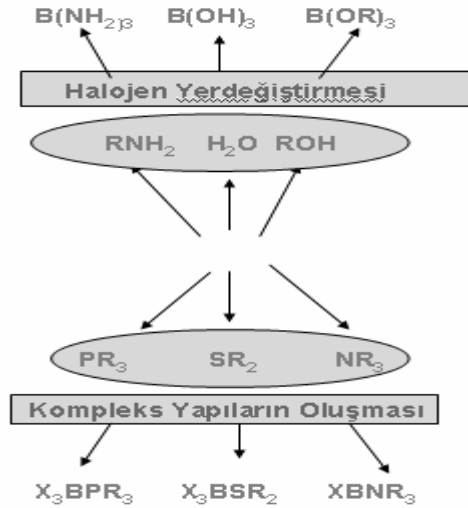 B(NH₂)₃ B(OH)₃ B(OR)₃
Halojen Yerdeğiştirmesi
RNH₂ H₂O ROH
PR₃ SR₂ NR₃
Kompleks Yapıların Oluşması
X₃BPR₃ X₃BSR₂ XBNR₃